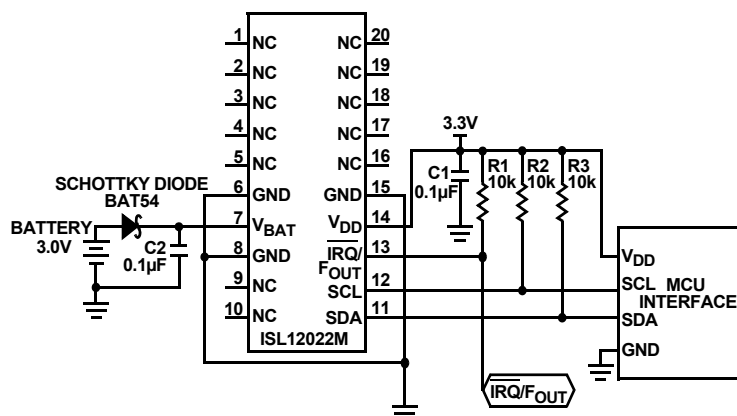 1 NC NC 20
2 NC NC 19
3 NC NC 18
4 NC NC 17
5 NC NC 16
6 GND GND 15
7 VBAT VDD 14
8 GND IRQ/FOUT 13
9 NC SCL 12
10 NC SDA 11
ISL12022M
SCHOTTKY DIODE
BAT54
BATTERY
3.0V
C2
0.1µF
3.3V
C1
0.1µF
R1
10k
R2
10k
R3
10k
VDD
SCL MCU
INTERFACE
SDA
GND
IRQ/FOUT